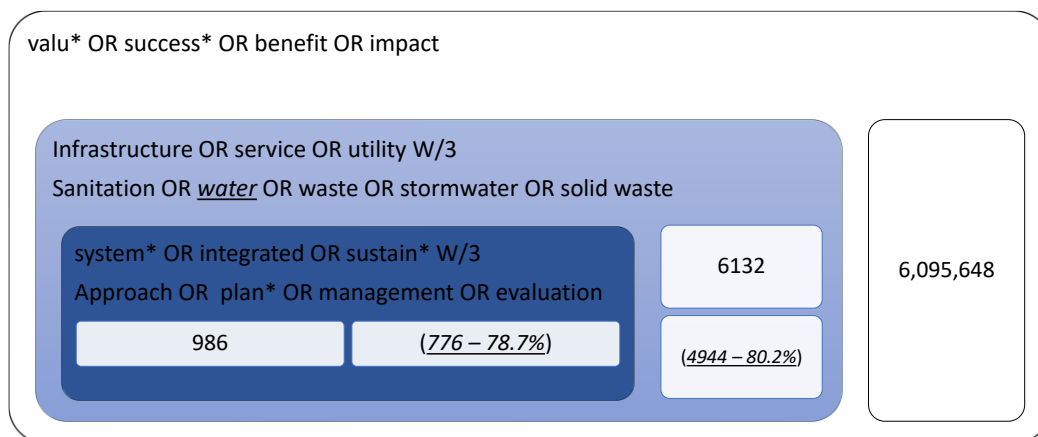 valu* OR success* OR benefit OR impact
Infrastructure OR service OR utility W/3
Sanitation OR water OR waste OR stormwater OR solid waste
system* OR integrated OR sustain* W/3
Approach OR plan* OR management OR evaluation
986
(776 – 78.7%)
6132
(4944 – 80.2%)
6,095,648